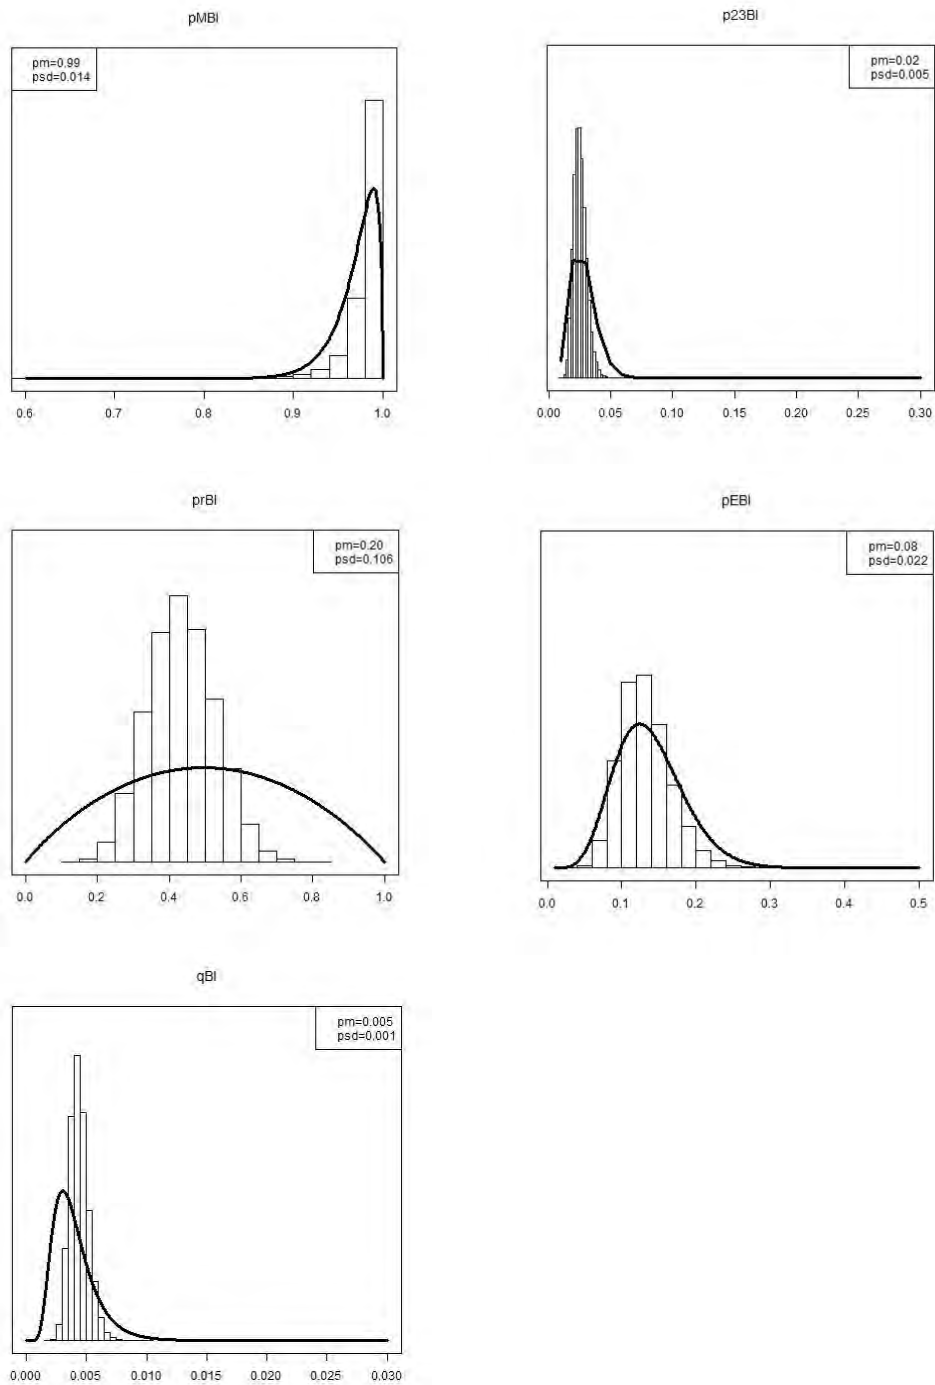 pMBI
pm=0.99
psd=0.014
0.6 0.7 0.8 0.9 1.0
p23BI
pm=0.02
psd=0.005
0.00 0.05 0.10 0.15 0.20 0.25 0.30
prBI
pm=0.20
psd=0.106
0.0 0.2 0.4 0.6 0.8 1.0
pEBI
pm=0.08
psd=0.022
0.0 0.1 0.2 0.3 0.4 0.5
qBI
pm=0.005
psd=0.001
0.000 0.005 0.010 0.015 0.020 0.025 0.030